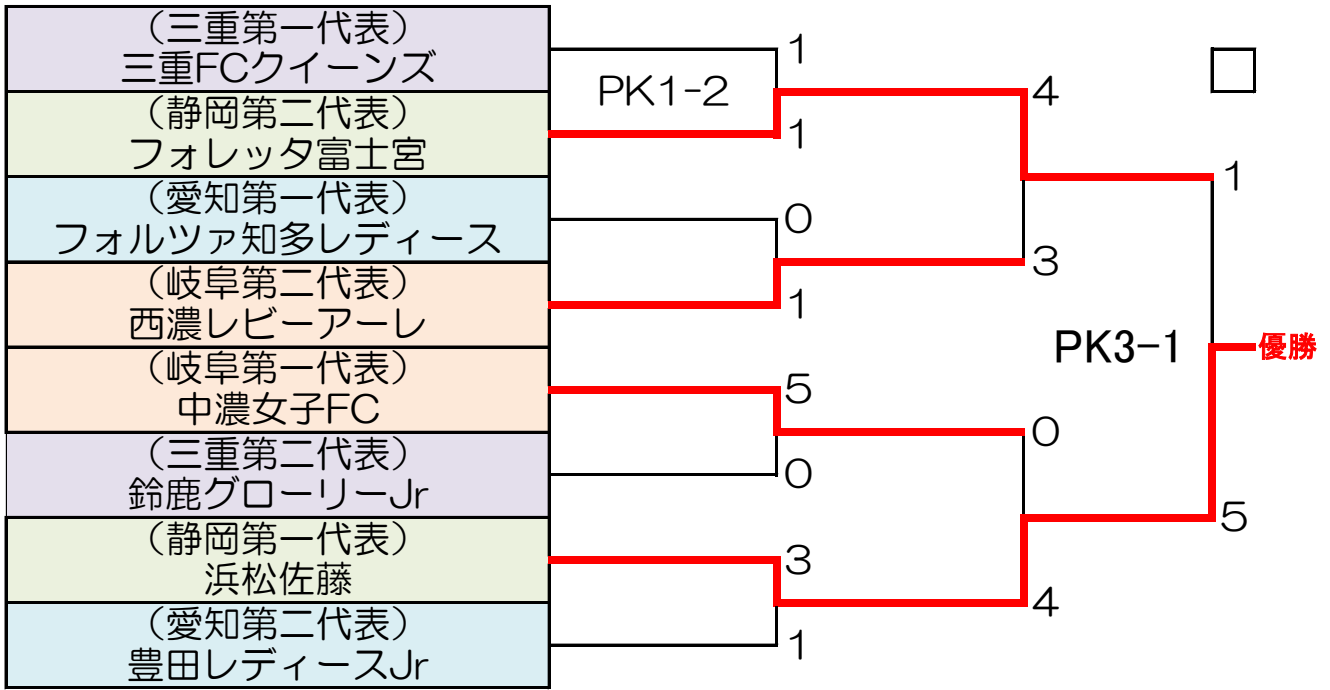 （三重第一代表）
三重FCクイーンズ
（静岡第二代表）
フォレッタ富士宮
（愛知第一代表）
フォルツァ知多レディース
（岐阜第二代表）
西濃レビーアーレ
（岐阜第一代表）
中濃女子FC
（三重第二代表）
鈴鹿グローリーJr
（静岡第一代表）
浜松佐藤
（愛知第二代表）
豊田レディースJr
1
PK1-2
1
0
1
5
0
3
1
4
3
0
4
PK3-1
1
5
優勝